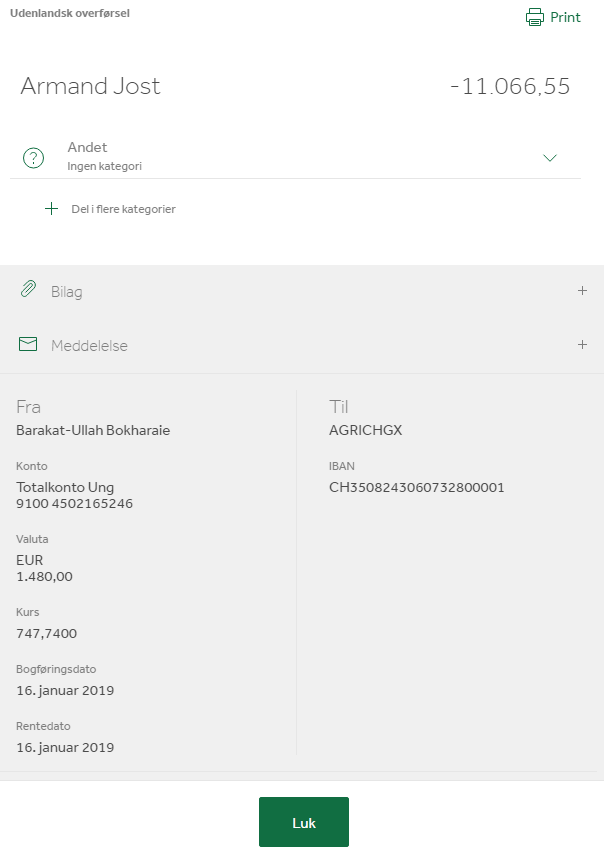 Udenlandsk overførsel
Print
Armand Jost
-11.066,55
Andet
Ingen kategori
Del i flere kategorier
Bilag
Meddelelse
Fra
Barakat-Ullah Bokharaie
Konto
Totalkonto Ung
9100 4502165246
Valuta
EUR
1.480,00
Kurs
747,7400
Bogføringsdato
16. januar 2019
Rentedato
16. januar 2019
Til
AGRICHGX
IBAN
CH3508243060732800001
Luk